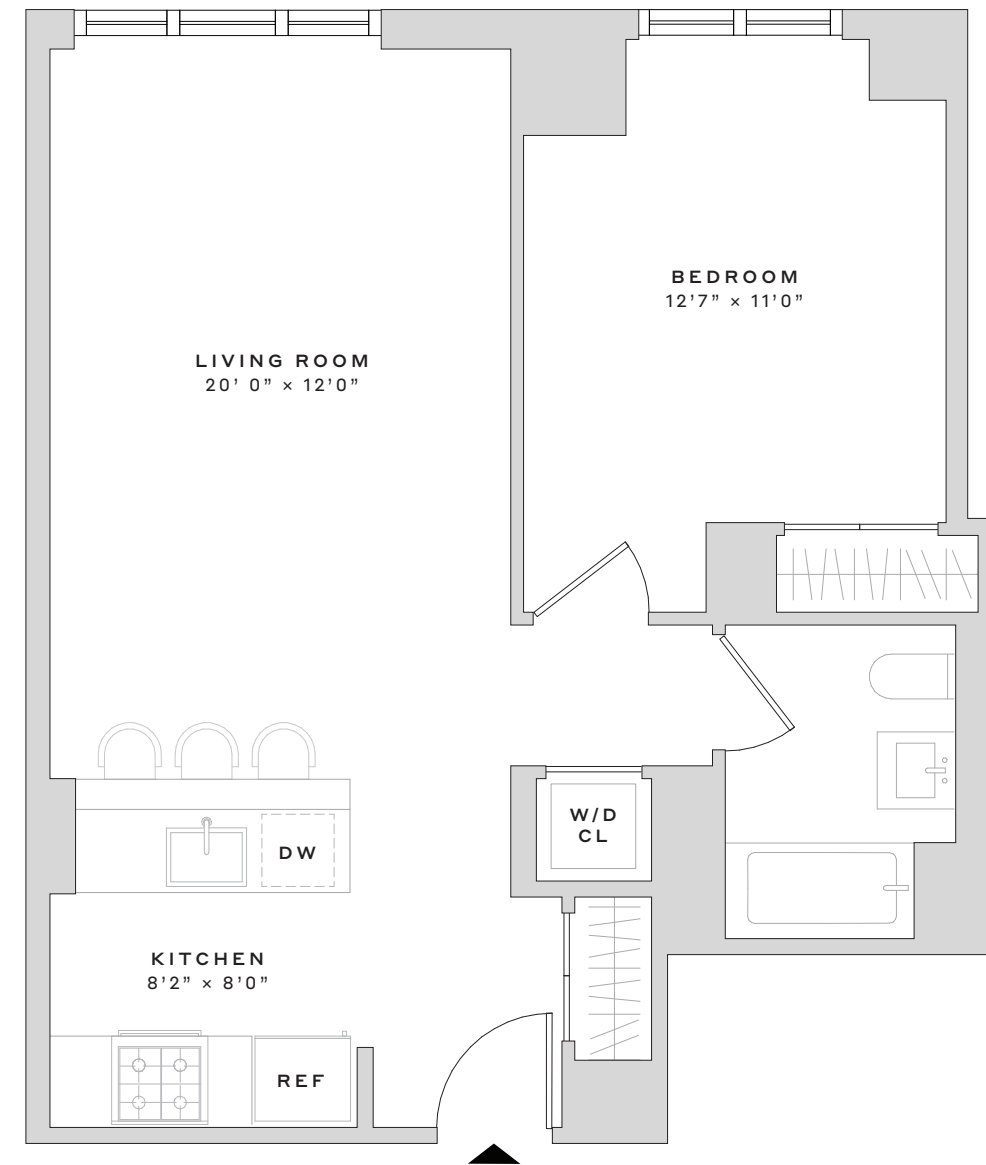 BEDROOM
12’7” × 11’0”
LIVING ROOM
20’ 0” × 12’0”
W/D
CL
DW
KITCHEN
8’2” × 8’0”
REF